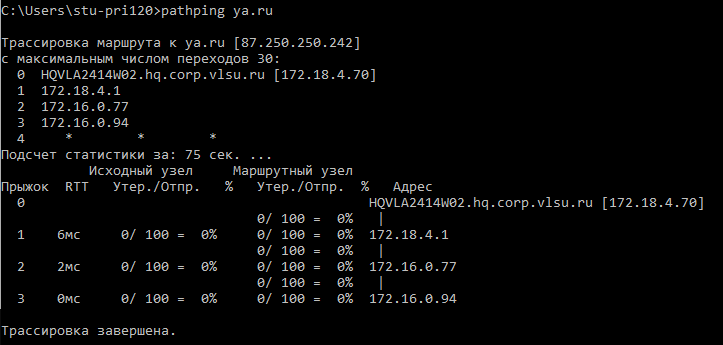 C:\Users\stu-pri120>pathping ya.ru
Трассировка маршрута к ya.ru [87.250.250.242]
с максимальным числом переходов 30:
  0  HQVLA2414W02.hq.corp.vlsu.ru [172.18.4.70]
  1  172.18.4.1
  2  172.16.0.77
  3  172.16.0.94
  4     *        *        *
Подсчет статистики за: 75 сек. ...
            Исходный узел     Маршрутный узел
Прыжок  RTT   Утер./Отпр.   %   Утер./Отпр.  %   Адрес
  0                                           HQVLA2414W02.hq.corp.vlsu.ru [172.18.4.70]
                                0/ 100 =  0%   |
  1    6мс     0/ 100 =  0%     0/ 100 =  0%  172.18.4.1
                                0/ 100 =  0%   |
  2    2мс     0/ 100 =  0%     0/ 100 =  0%  172.16.0.77
                                0/ 100 =  0%   |
  3    0мс     0/ 100 =  0%     0/ 100 =  0%  172.16.0.94
Трассировка завершена.